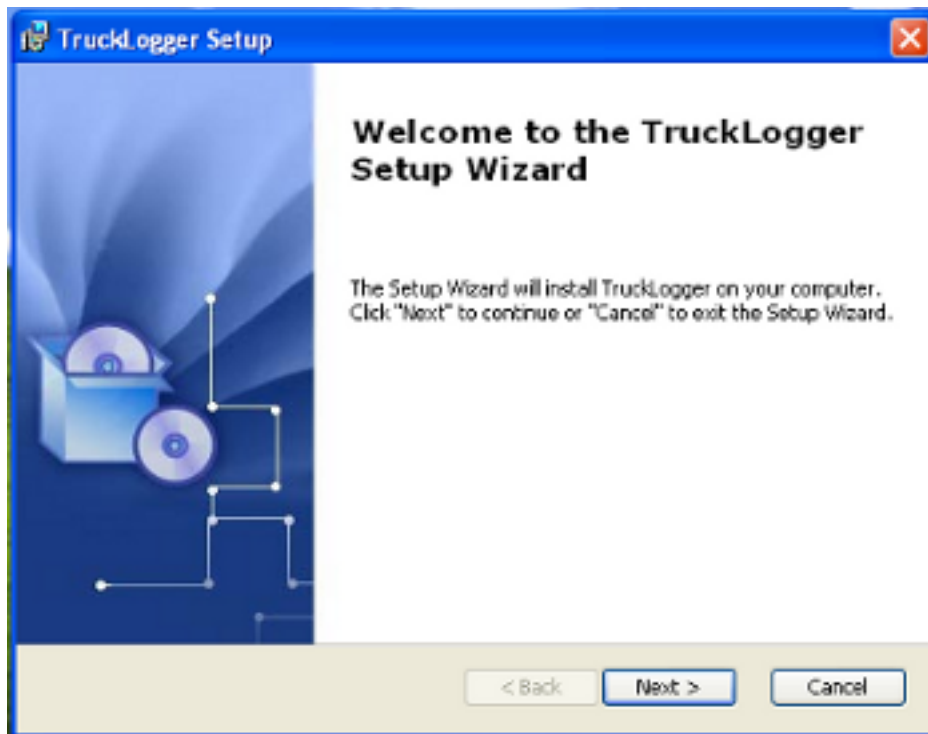 TruckLogger Setup
Welcome to the TruckLogger
Setup Wizard
The Setup Wizard will install TruckLogger on your computer.
Click "Next" to continue or "Cancel" to exit the Setup Wizard.
< Back Next > Cancel